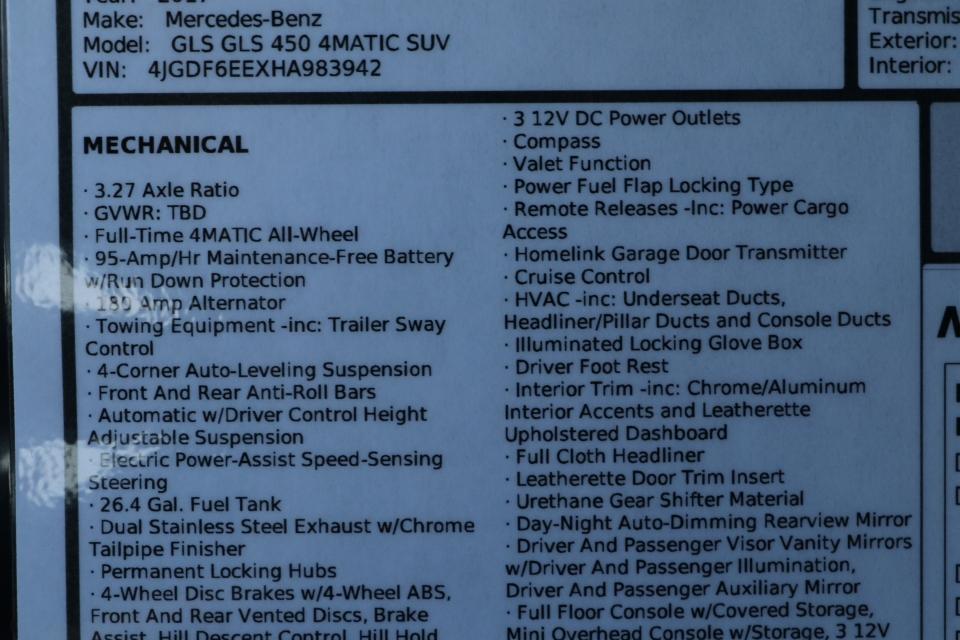 Make: Mercedes-Benz
Model: GLS GLS 450 4MATIC SUV
VIN: 4JGDF6EEXHA983942
Transmis
Exterior:
Interior:
MECHANICAL
· 3.27 Axle Ratio
· GVWR: TBD
· Full-Time 4MATIC All-Wheel
· 95-Amp/Hr Maintenance-Free Battery
w/Run Down Protection
· 180 Amp Alternator
· Towing Equipment -inc: Trailer Sway
Control
· 4-Corner Auto-Leveling Suspension
· Front And Rear Anti-Roll Bars
· Automatic w/Driver Control Height
Adjustable Suspension
· Electric Power-Assist Speed-Sensing
Steering
· 26.4 Gal. Fuel Tank
· Dual Stainless Steel Exhaust w/Chrome
Tailpipe Finisher
· Permanent Locking Hubs
· 4-Wheel Disc Brakes w/4-Wheel ABS,
Front And Rear Vented Discs, Brake
Assist, Hill Descent Control, Hill Hold
· 3 12V DC Power Outlets
· Compass
· Valet Function
· Power Fuel Flap Locking Type
· Remote Releases -Inc: Power Cargo
Access
· Homelink Garage Door Transmitter
· Cruise Control
· HVAC -inc: Underseat Ducts,
Headliner/Pillar Ducts and Console Ducts
· Illuminated Locking Glove Box
· Driver Foot Rest
· Interior Trim -inc: Chrome/Aluminum
Interior Accents and Leatherette
Upholstered Dashboard
· Full Cloth Headliner
· Leatherette Door Trim Insert
· Urethane Gear Shifter Material
· Day-Night Auto-Dimming Rearview Mirror
· Driver And Passenger Visor Vanity Mirrors
w/Driver And Passenger Illumination,
Driver And Passenger Auxiliary Mirror
· Full Floor Console w/Covered Storage,
Mini Overhead Console w/Storage, 3 12V